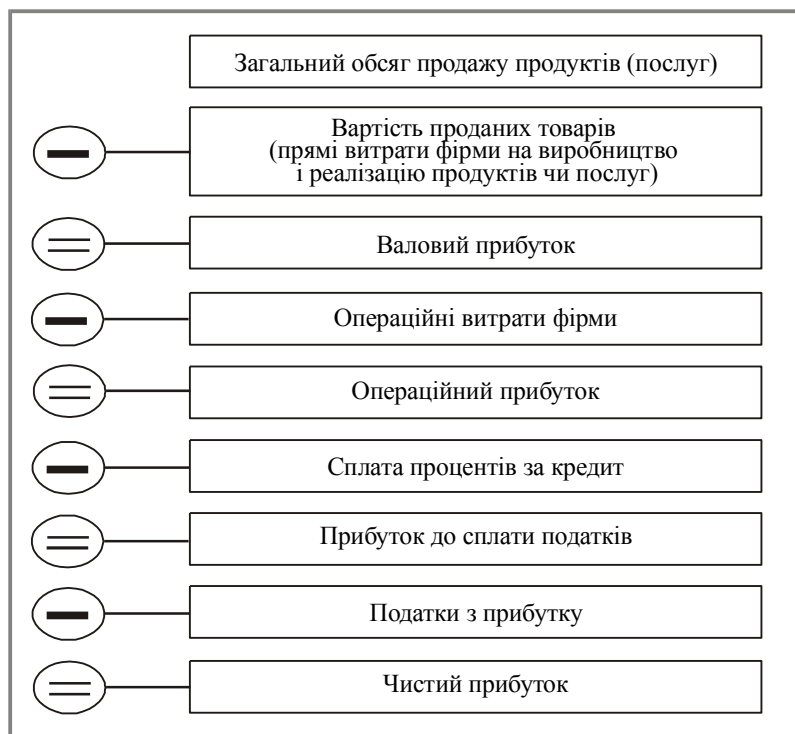 Загальний обсяг продажу продуктів (послуг)
Вартість проданих товарів
(прямі витрати фірми на виробництво
і реалізацію продуктів чи послуг)
Валовий прибуток
Операційні витрати фірми
Операційний прибуток
Сплата процентів за кредит
Прибуток до сплати податків
Податки з прибутку
Чистий прибуток